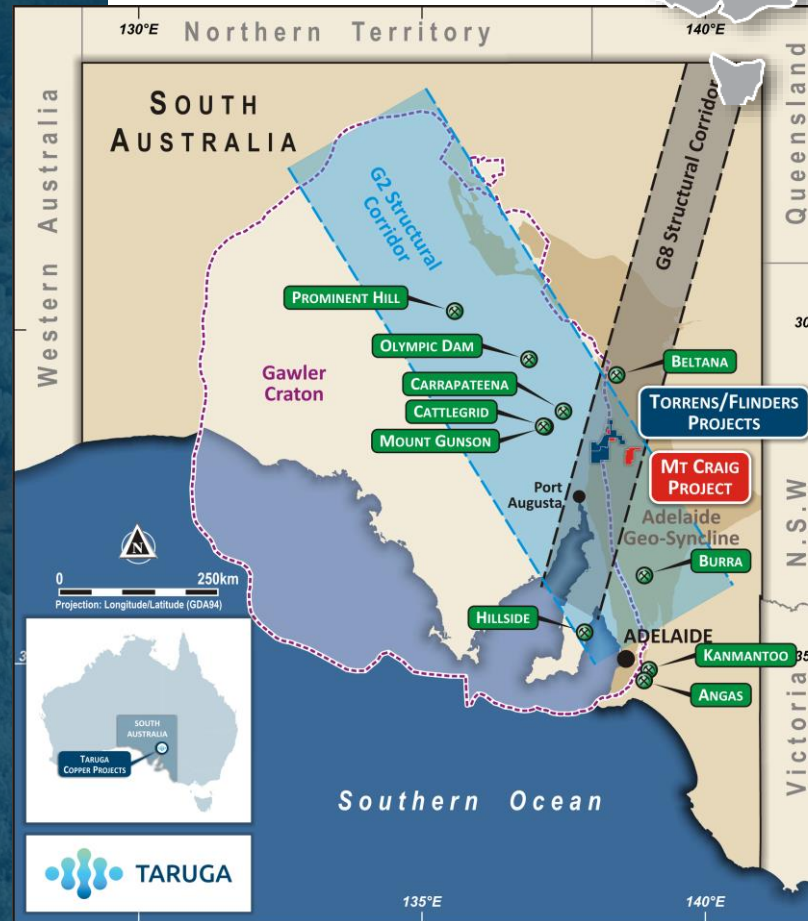 130°E
Northern Territory
140°E
SOUTH
AUSTRALIA
Western Australia
Queensland
G2 Structural
Corridor
G8 Structural Corridor
PROMINENT HILL
30
OLYMPIC DAM
BELTANA
Gawler
Craton
CARRAPATEENA
CATTLEGRID
MOUNT GUNSON
TORRENS/FLINDERS
PROJECTS
MT CRAIG
PROJECT
Port
Augusta
N.S.W
Adelaide
Geo-Syncline
N
0 250km
Projection: Longitude/Latitude (GDA94)
BURRA
HILLSIDE
ADELAIDE
KANMANTOO
3
35
ANGAS
Victoria
SOUTH
AUSTRALIA
TARUGA
COPPER PROJECTS
Southern Ocean
TARUGA
135°E
140°E